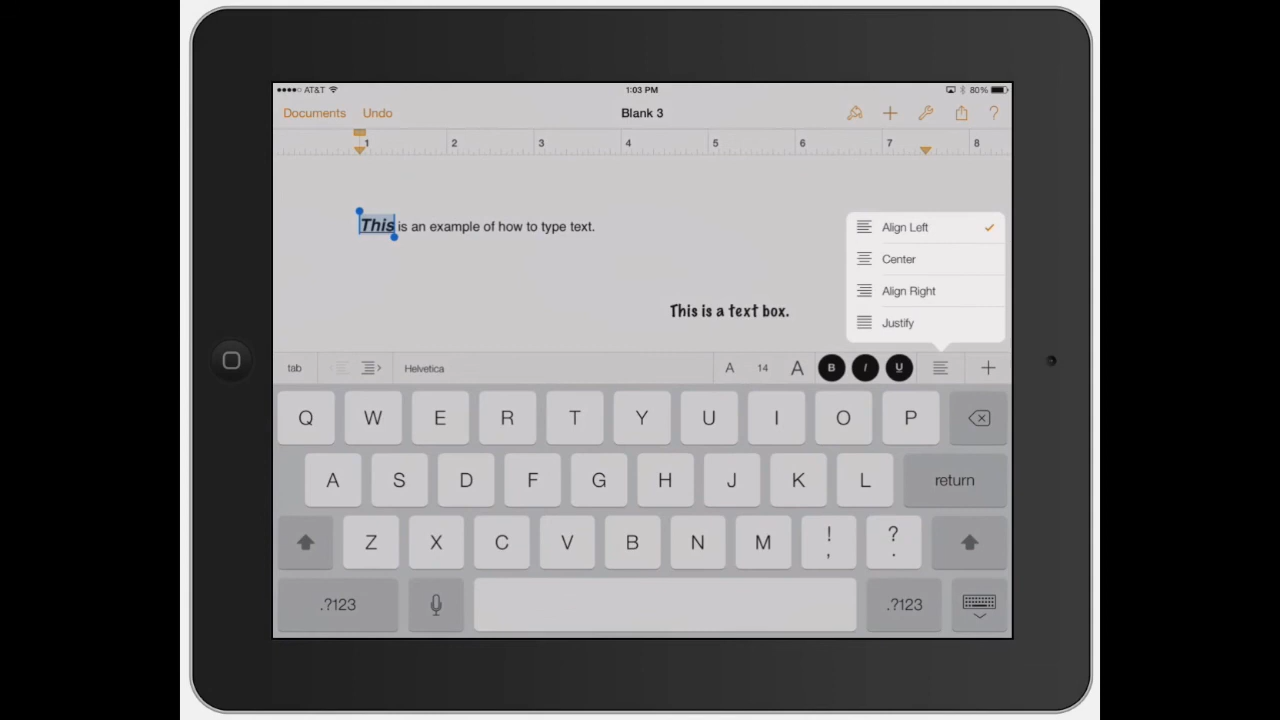 AT&T 1:03 PM 80%
Documents Undo Blank 3 ?
1 2 3 4 5 6 7 8
This is an example of how to type text.
Align Left
Center
Align Right
Justify
This is a text box.
tab Helvetica A 14 A B I U
Q W E R T Y U I O P
A S D F G H J K L return
Z X C V B N M ! , ? .
.?123 .?123